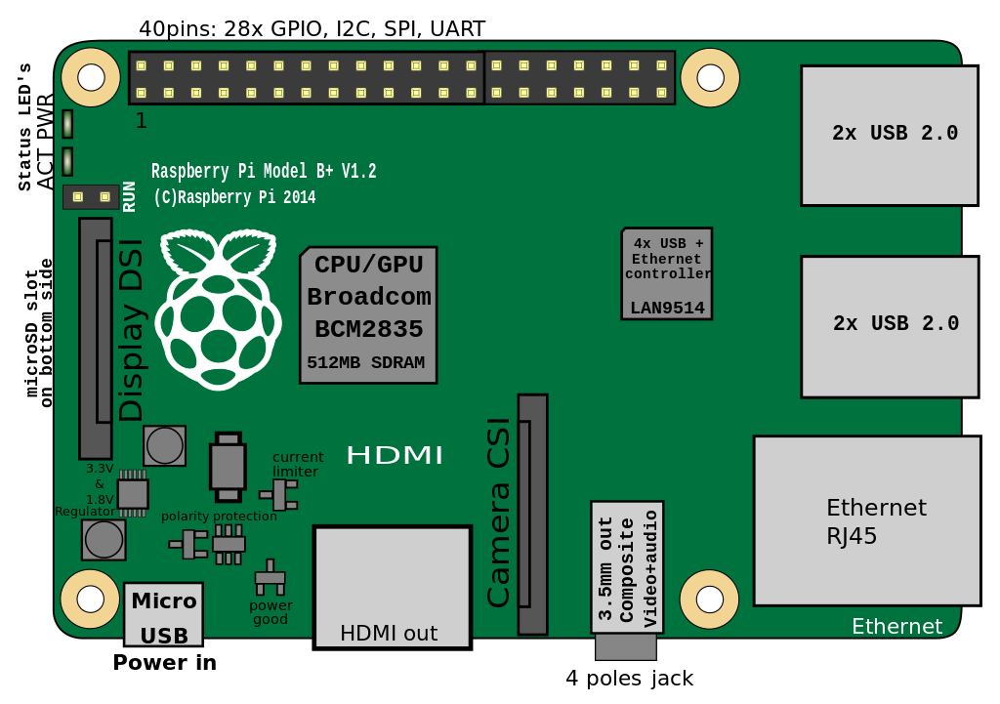 40pins: 28x GPIO, I2C, SPI, UART
Status LED's
ACT PWR
1
RUN
Raspberry Pi Model B+ V1.2
(C)Raspberry Pi 2014
2x USB 2.0
microSD slot
on bottom side
Display DSI
CPU/GPU
Broadcom
BCM2835
512MB SDRAM
4x USB +
Ethernet
controller
LAN9514
2x USB 2.0
3.3V
&
1.8V
Regulator
current
limiter
polarity protection
power
good
HDMI
HDMI out
Camera CSI
3.5mm out
Composite
Video+audio
4 poles jack
Ethernet
RJ45
Ethernet
Micro
USB
Power in